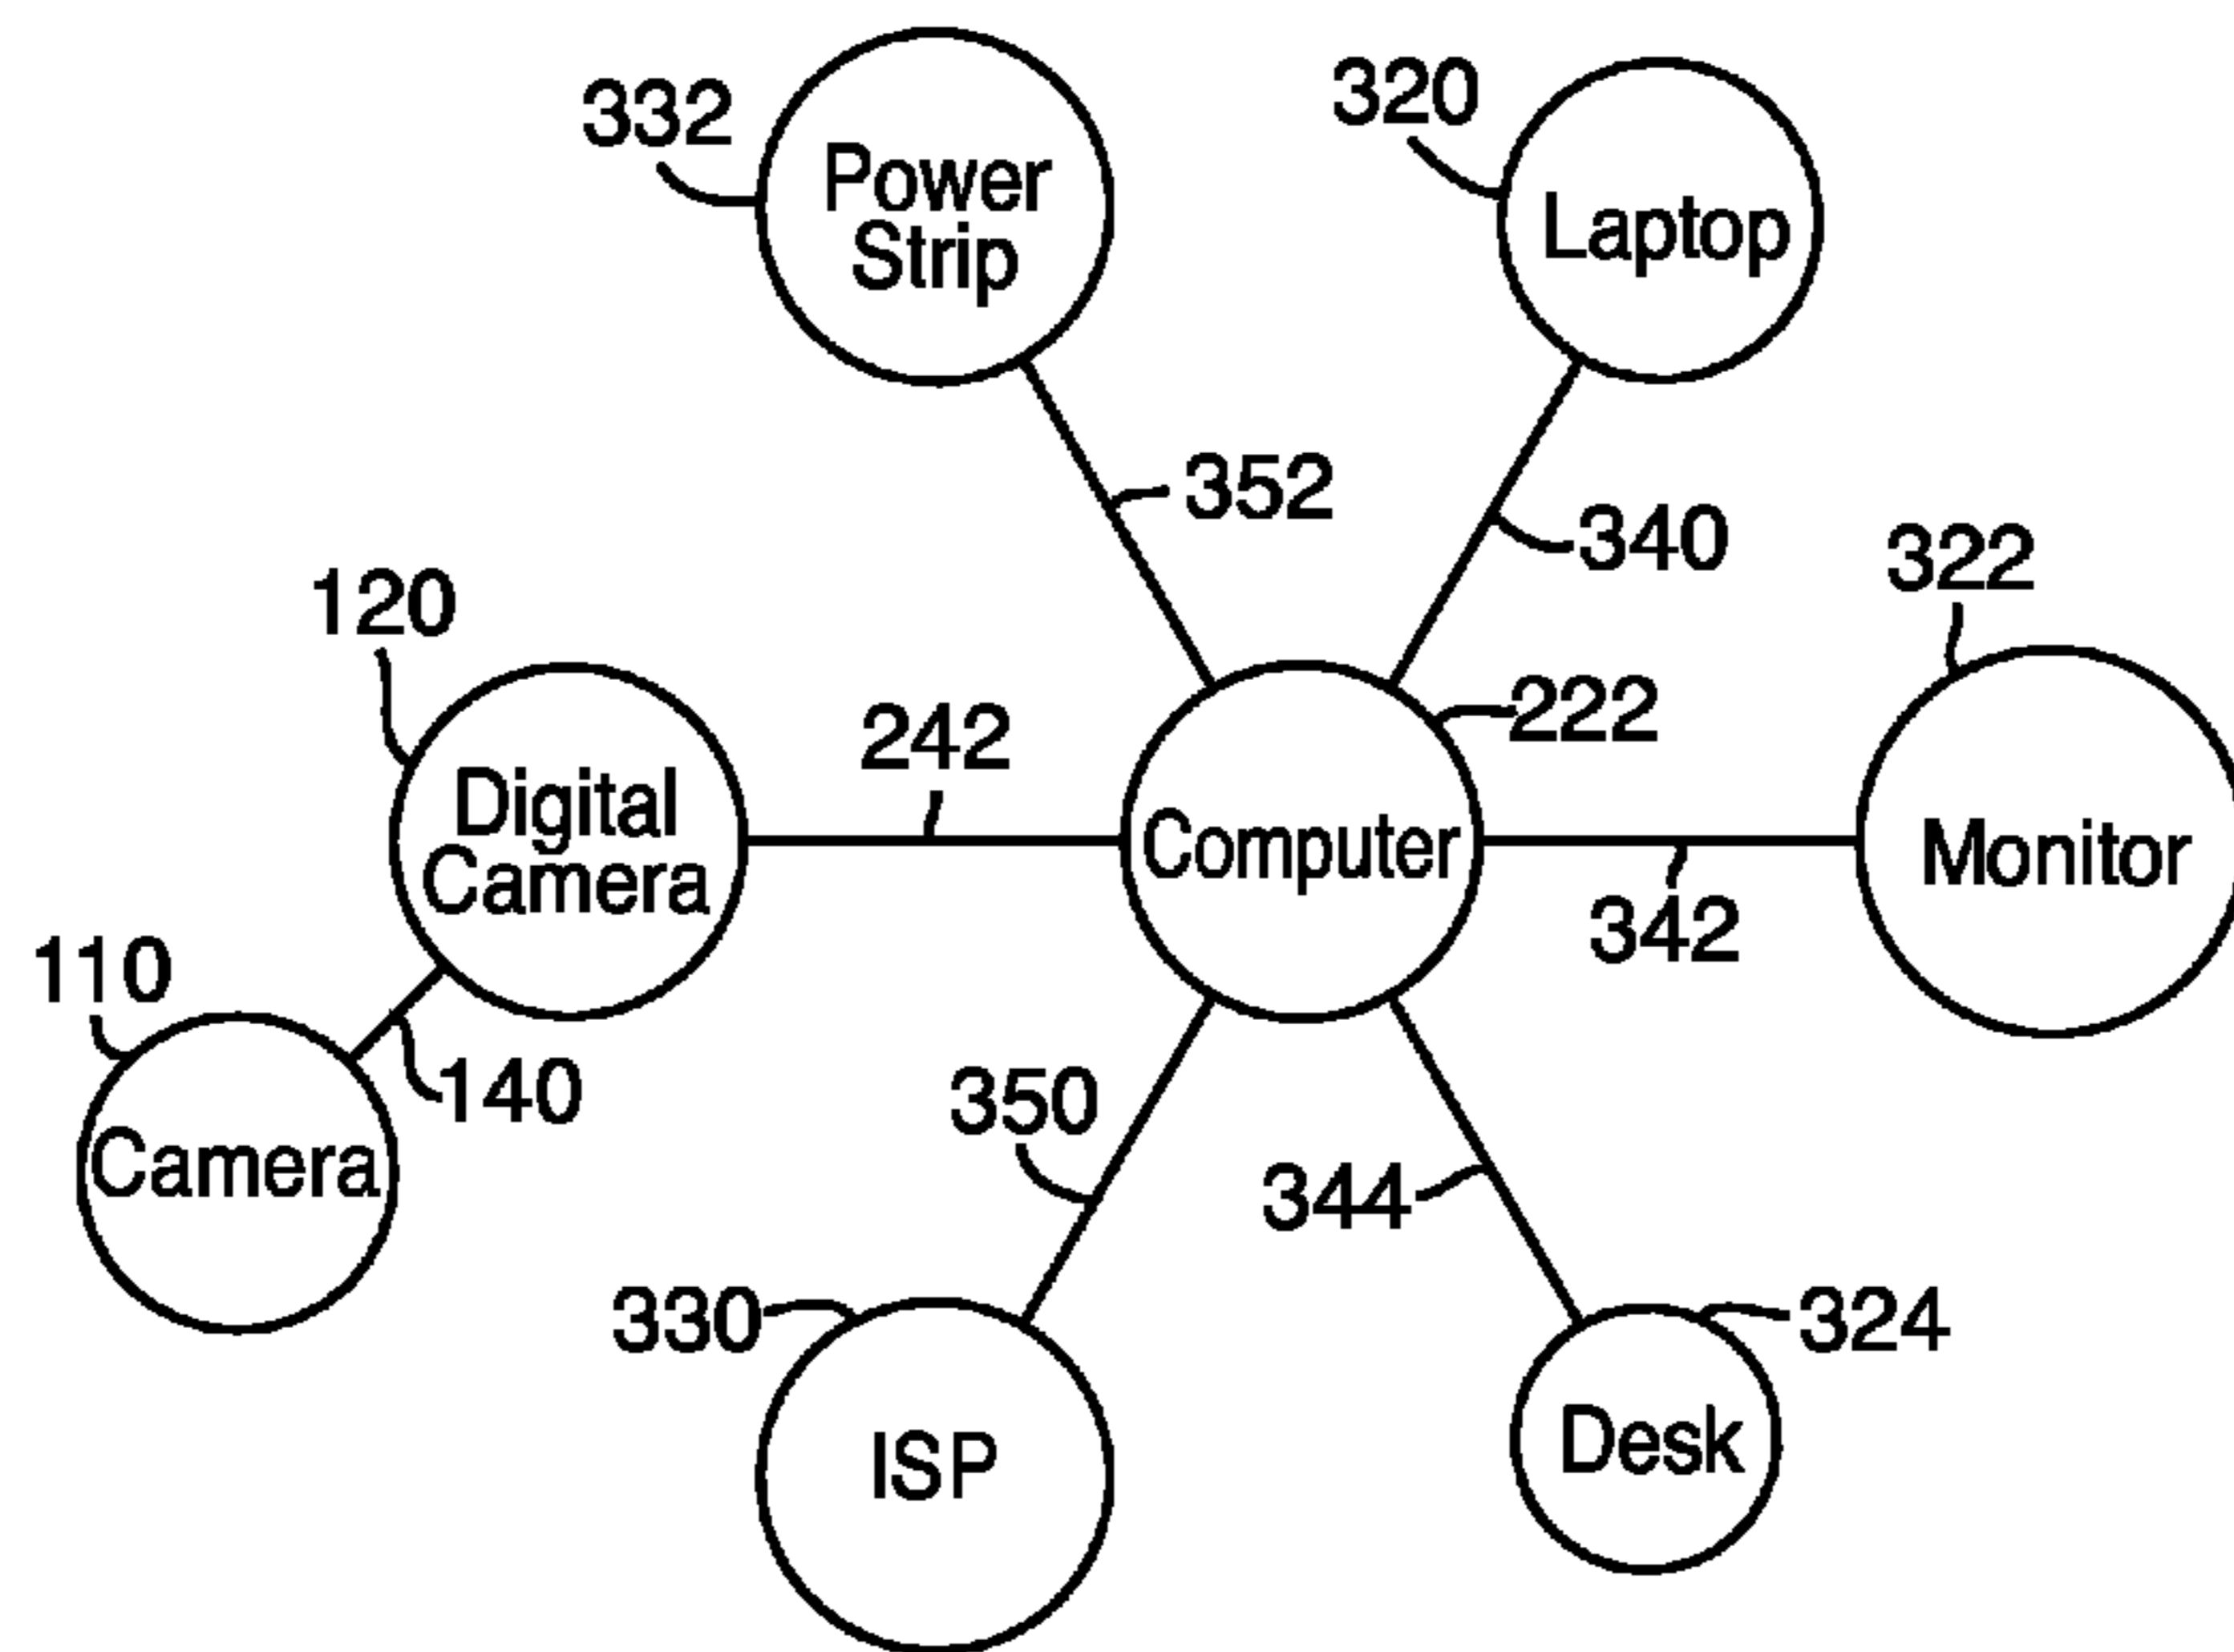 332
Power
Strip
320
Laptop
352
340
322
120
242
222
Digital
Camera
Computer
Monitor
342
110
140
Camera
350
344
330
324
ISP
Desk